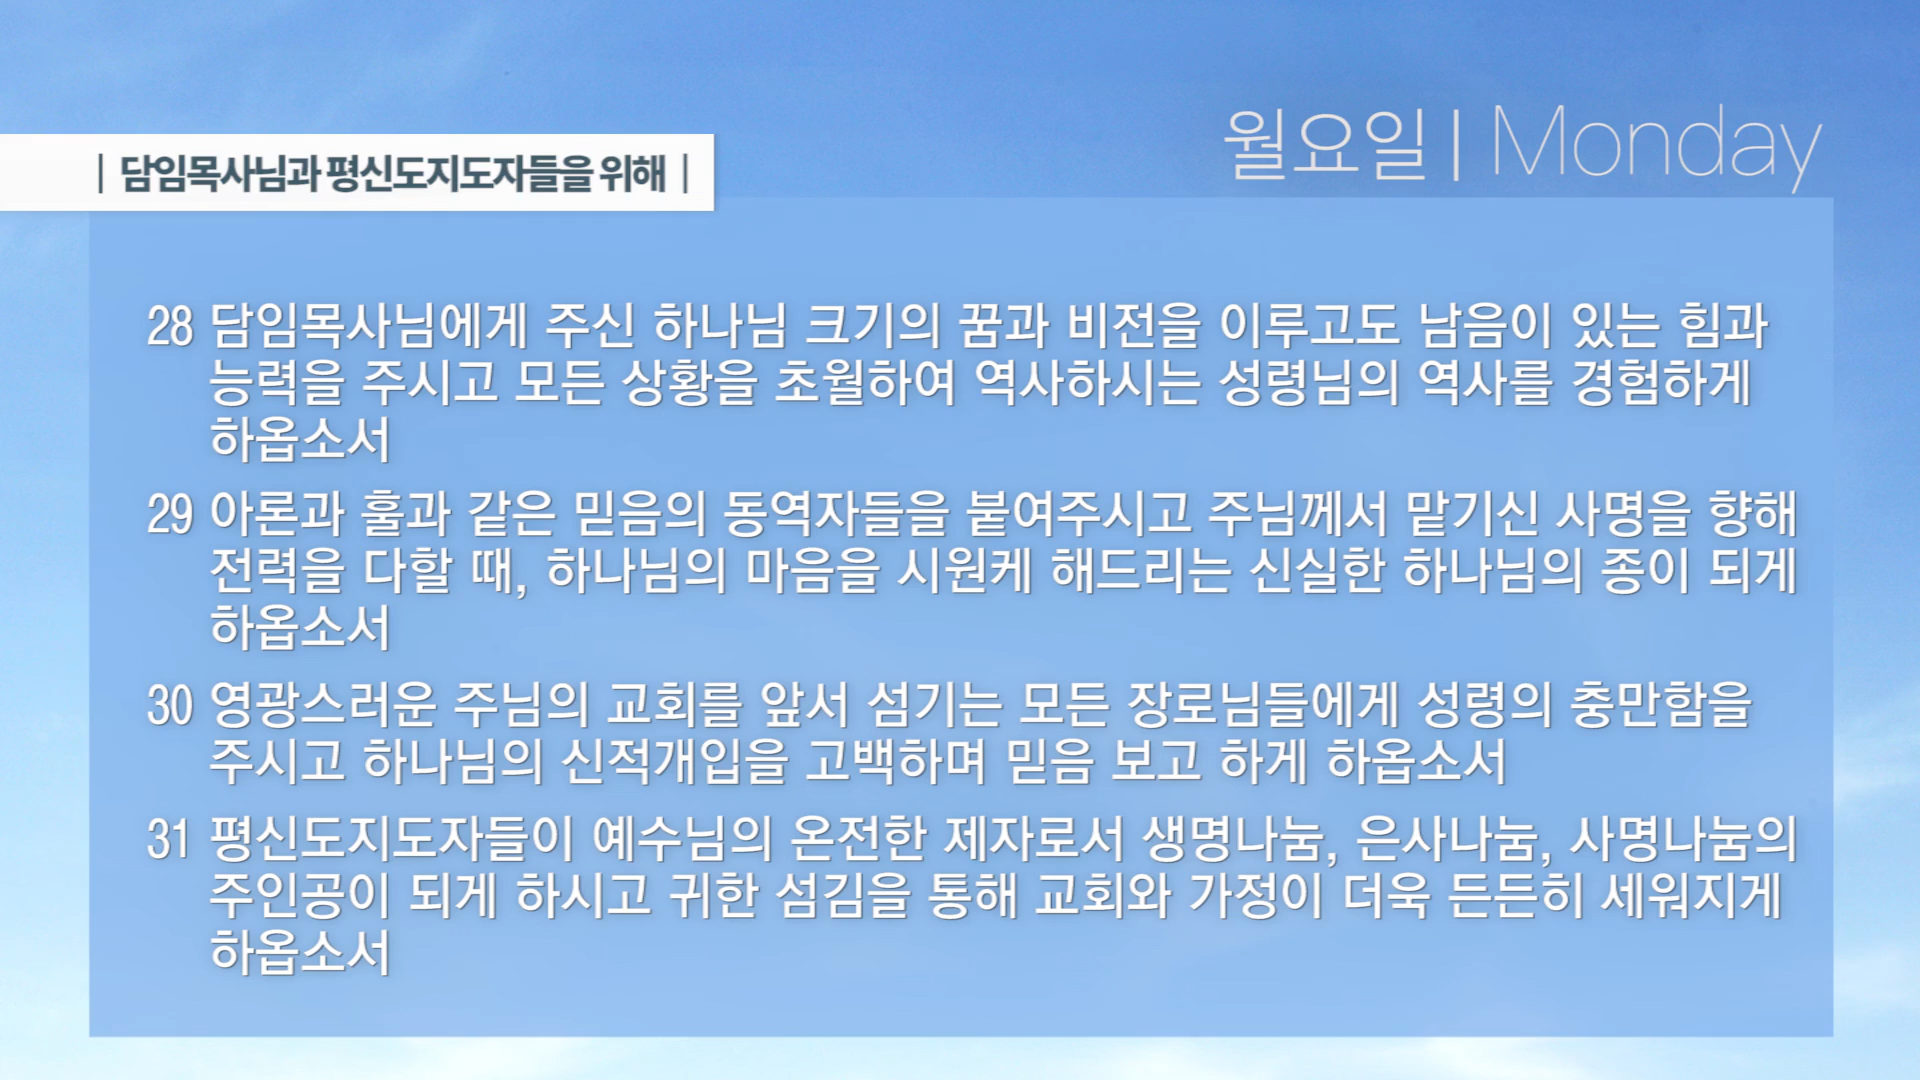 월요일 | Monday
| 담임목사님과 평신도지도자들을 위해 |
28 담임목사님에게 주신 하나님 크기의 꿈과 비전을 이루고도 남음이 있는 힘과
능력을 주시고 모든 상황을 초월하여 역사하시는 성령님의 역사를 경험하게
하옵소서
29 아론과 훌과 같은 믿음의 동역자들을 붙여주시고 주님께서 맡기신 사명을 향해
전력을 다할 때, 하나님의 마음을 시원케 해드리는 신실한 하나님의 종이 되게
하옵소서
30 영광스러운 주님의 교회를 앞서 섬기는 모든 장로님들에게 성령의 충만함을
주시고 하나님의 신적개입을 고백하며 믿음 보고 하게 하옵소서
31 평신도지도자들이 예수님의 온전한 제자로서 생명나눔, 은사나눔, 사명나눔의
주인공이 되게 하시고 귀한 섬김을 통해 교회와 가정이 더욱 든든히 세워지게
하옵소서